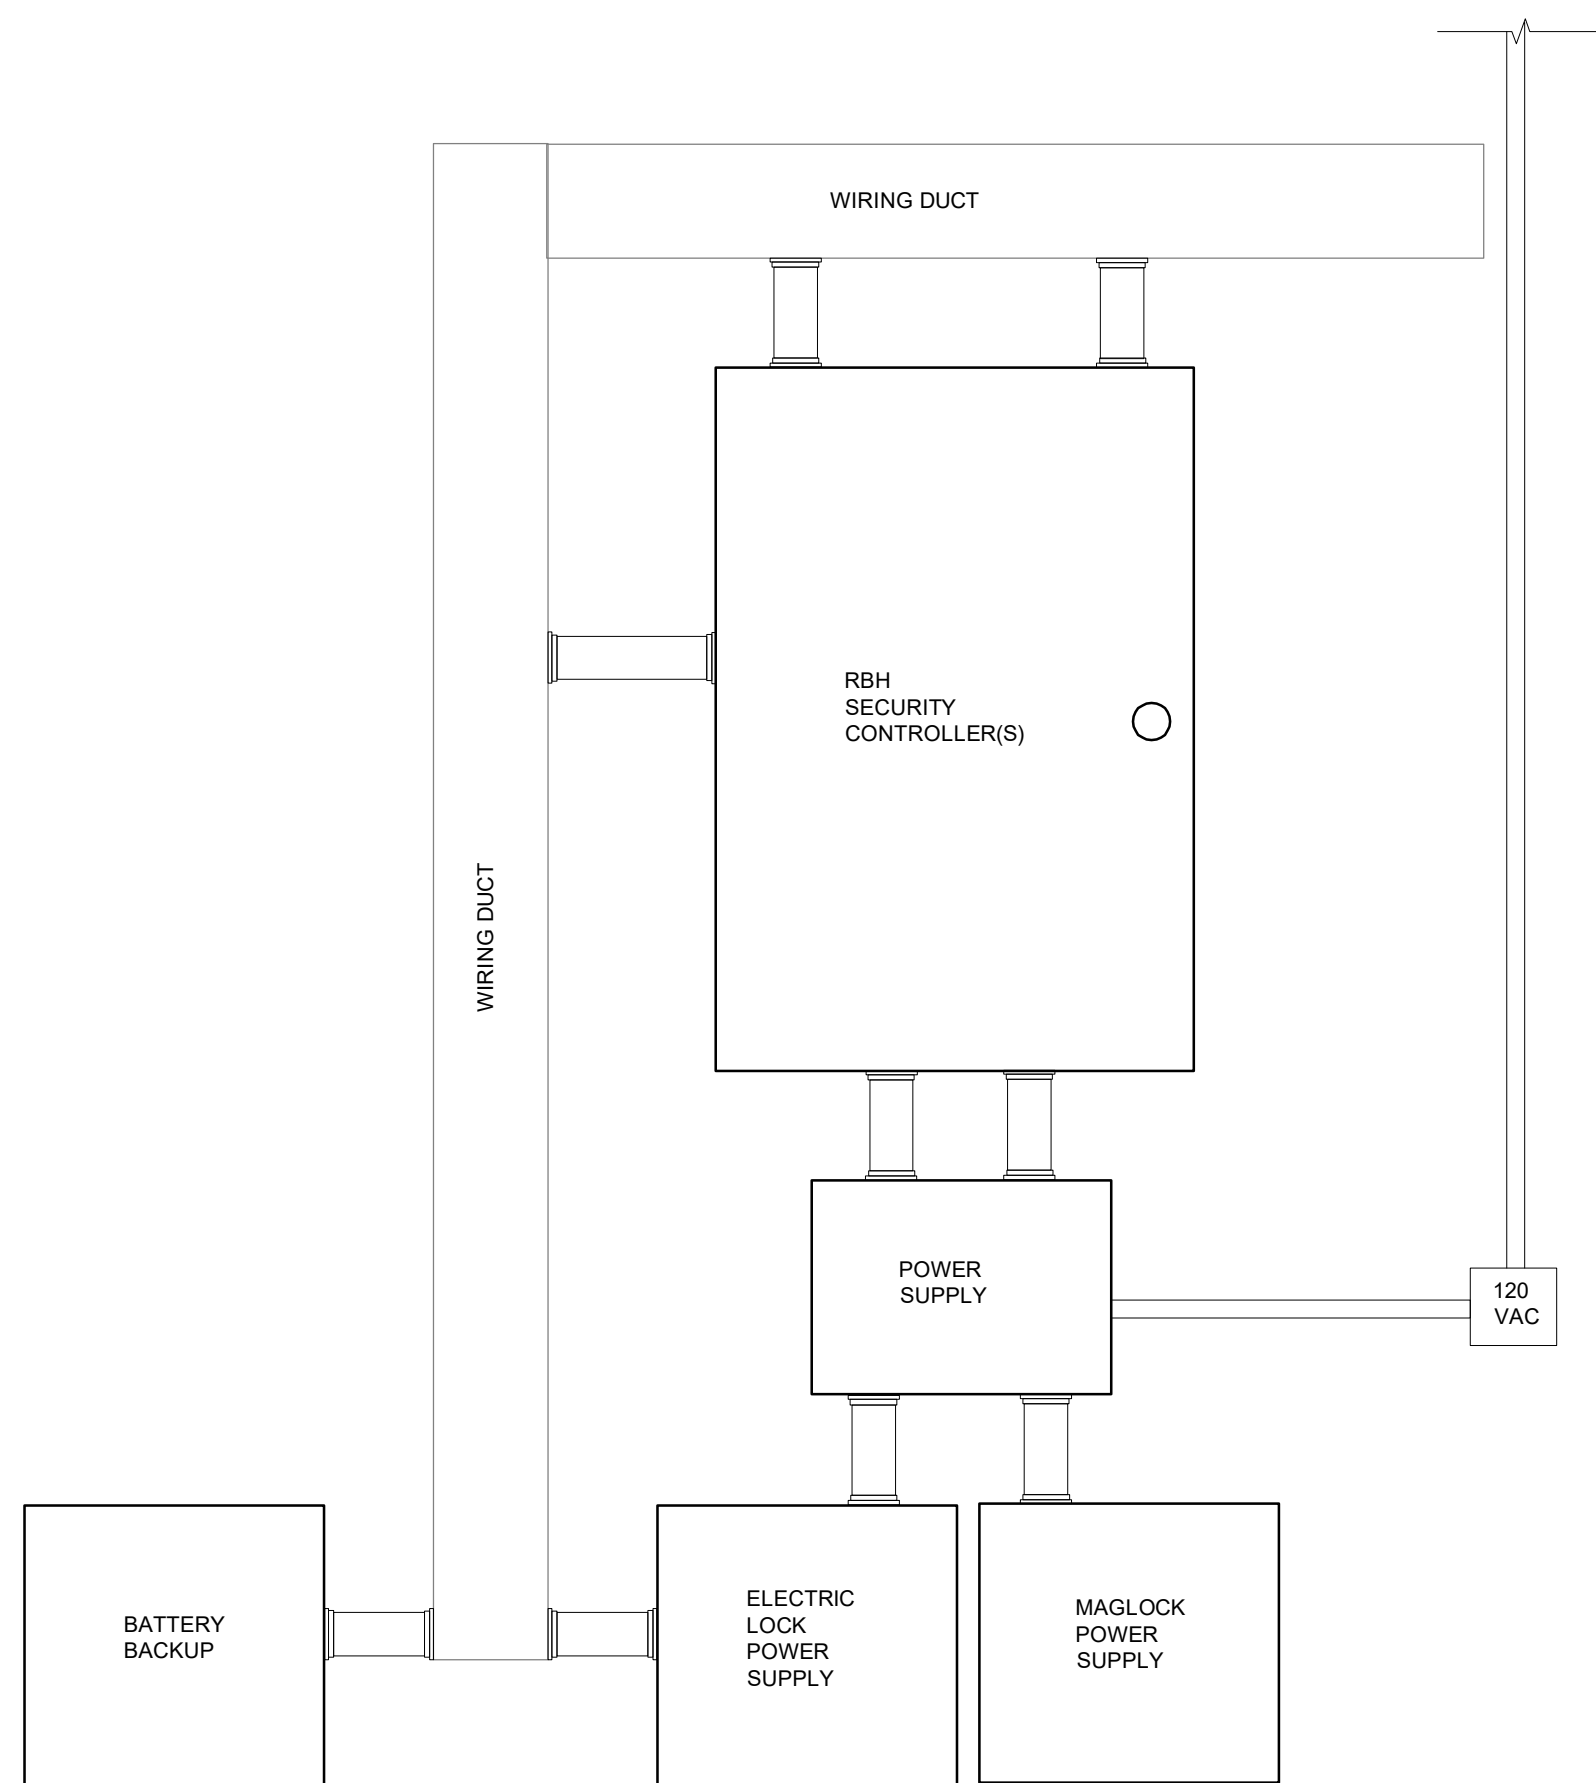 WIRING DUCT
RBH
SECURITY
CONTROLLER(S)
WIRING DUCT
POWER
SUPPLY
120
VAC
BATTERY
BACKUP
ELECTRIC
LOCK
POWER
SUPPLY
MAGLOCK
POWER
SUPPLY